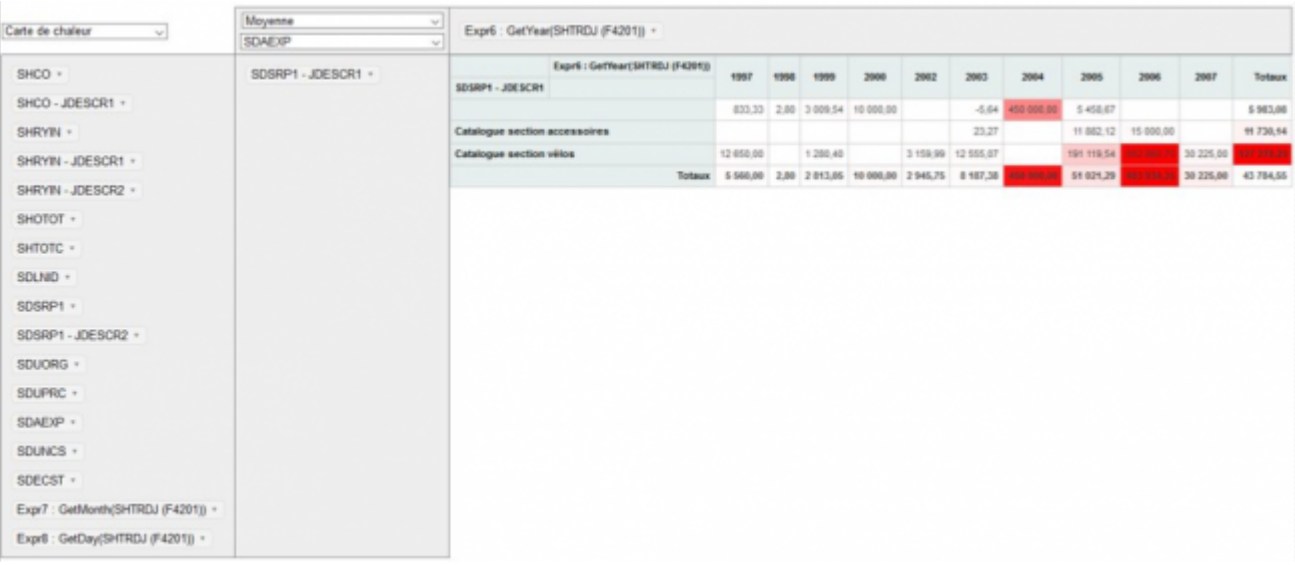 Carte de chaleur
Moyenne
SDAEXP
Expr6 : GetYear(SHTRDJ (F4201))
SHCO
SHCO - JDESCR1
SHRYIN
SHRYIN - JDESCR1
SHRYIN - JDESCR2
SHOTOT
SHTOTC
SDLNID
SDSRP1
SDSRP1 - JDESCR2
SDUORG
SDUPRC
SDAEXP
SDUNCS
SDECST
Expr7 : GetMonth(SHTRDJ (F4201))
Expr8 : GetDay(SHTRDJ (F4201))
SDSRP1 - JDESCR1
Expr6 : GetYear(SHTRDJ (F4201)) 1997 1998 1999 2000 2002 2003 2004 2005 2006 2007 Totaux
SDSRP1 - JDESCR1
833,33 2,80 3 009,54 10 000,00 -5,64 450 000,00 5 458,67 5 983,08
Catalogue section accessoires 23,27 11 882,12 15 000,00 11 730,14
Catalogue section vélos 12 650,00 1 280,40 3 159,99 12 555,07 191 119,54 30 225,00
Totaux 5 560,00 2,80 2 813,05 10 000,00 2 945,75 8 187,38 450 000,00 51 021,29 30 225,00 43 784,55